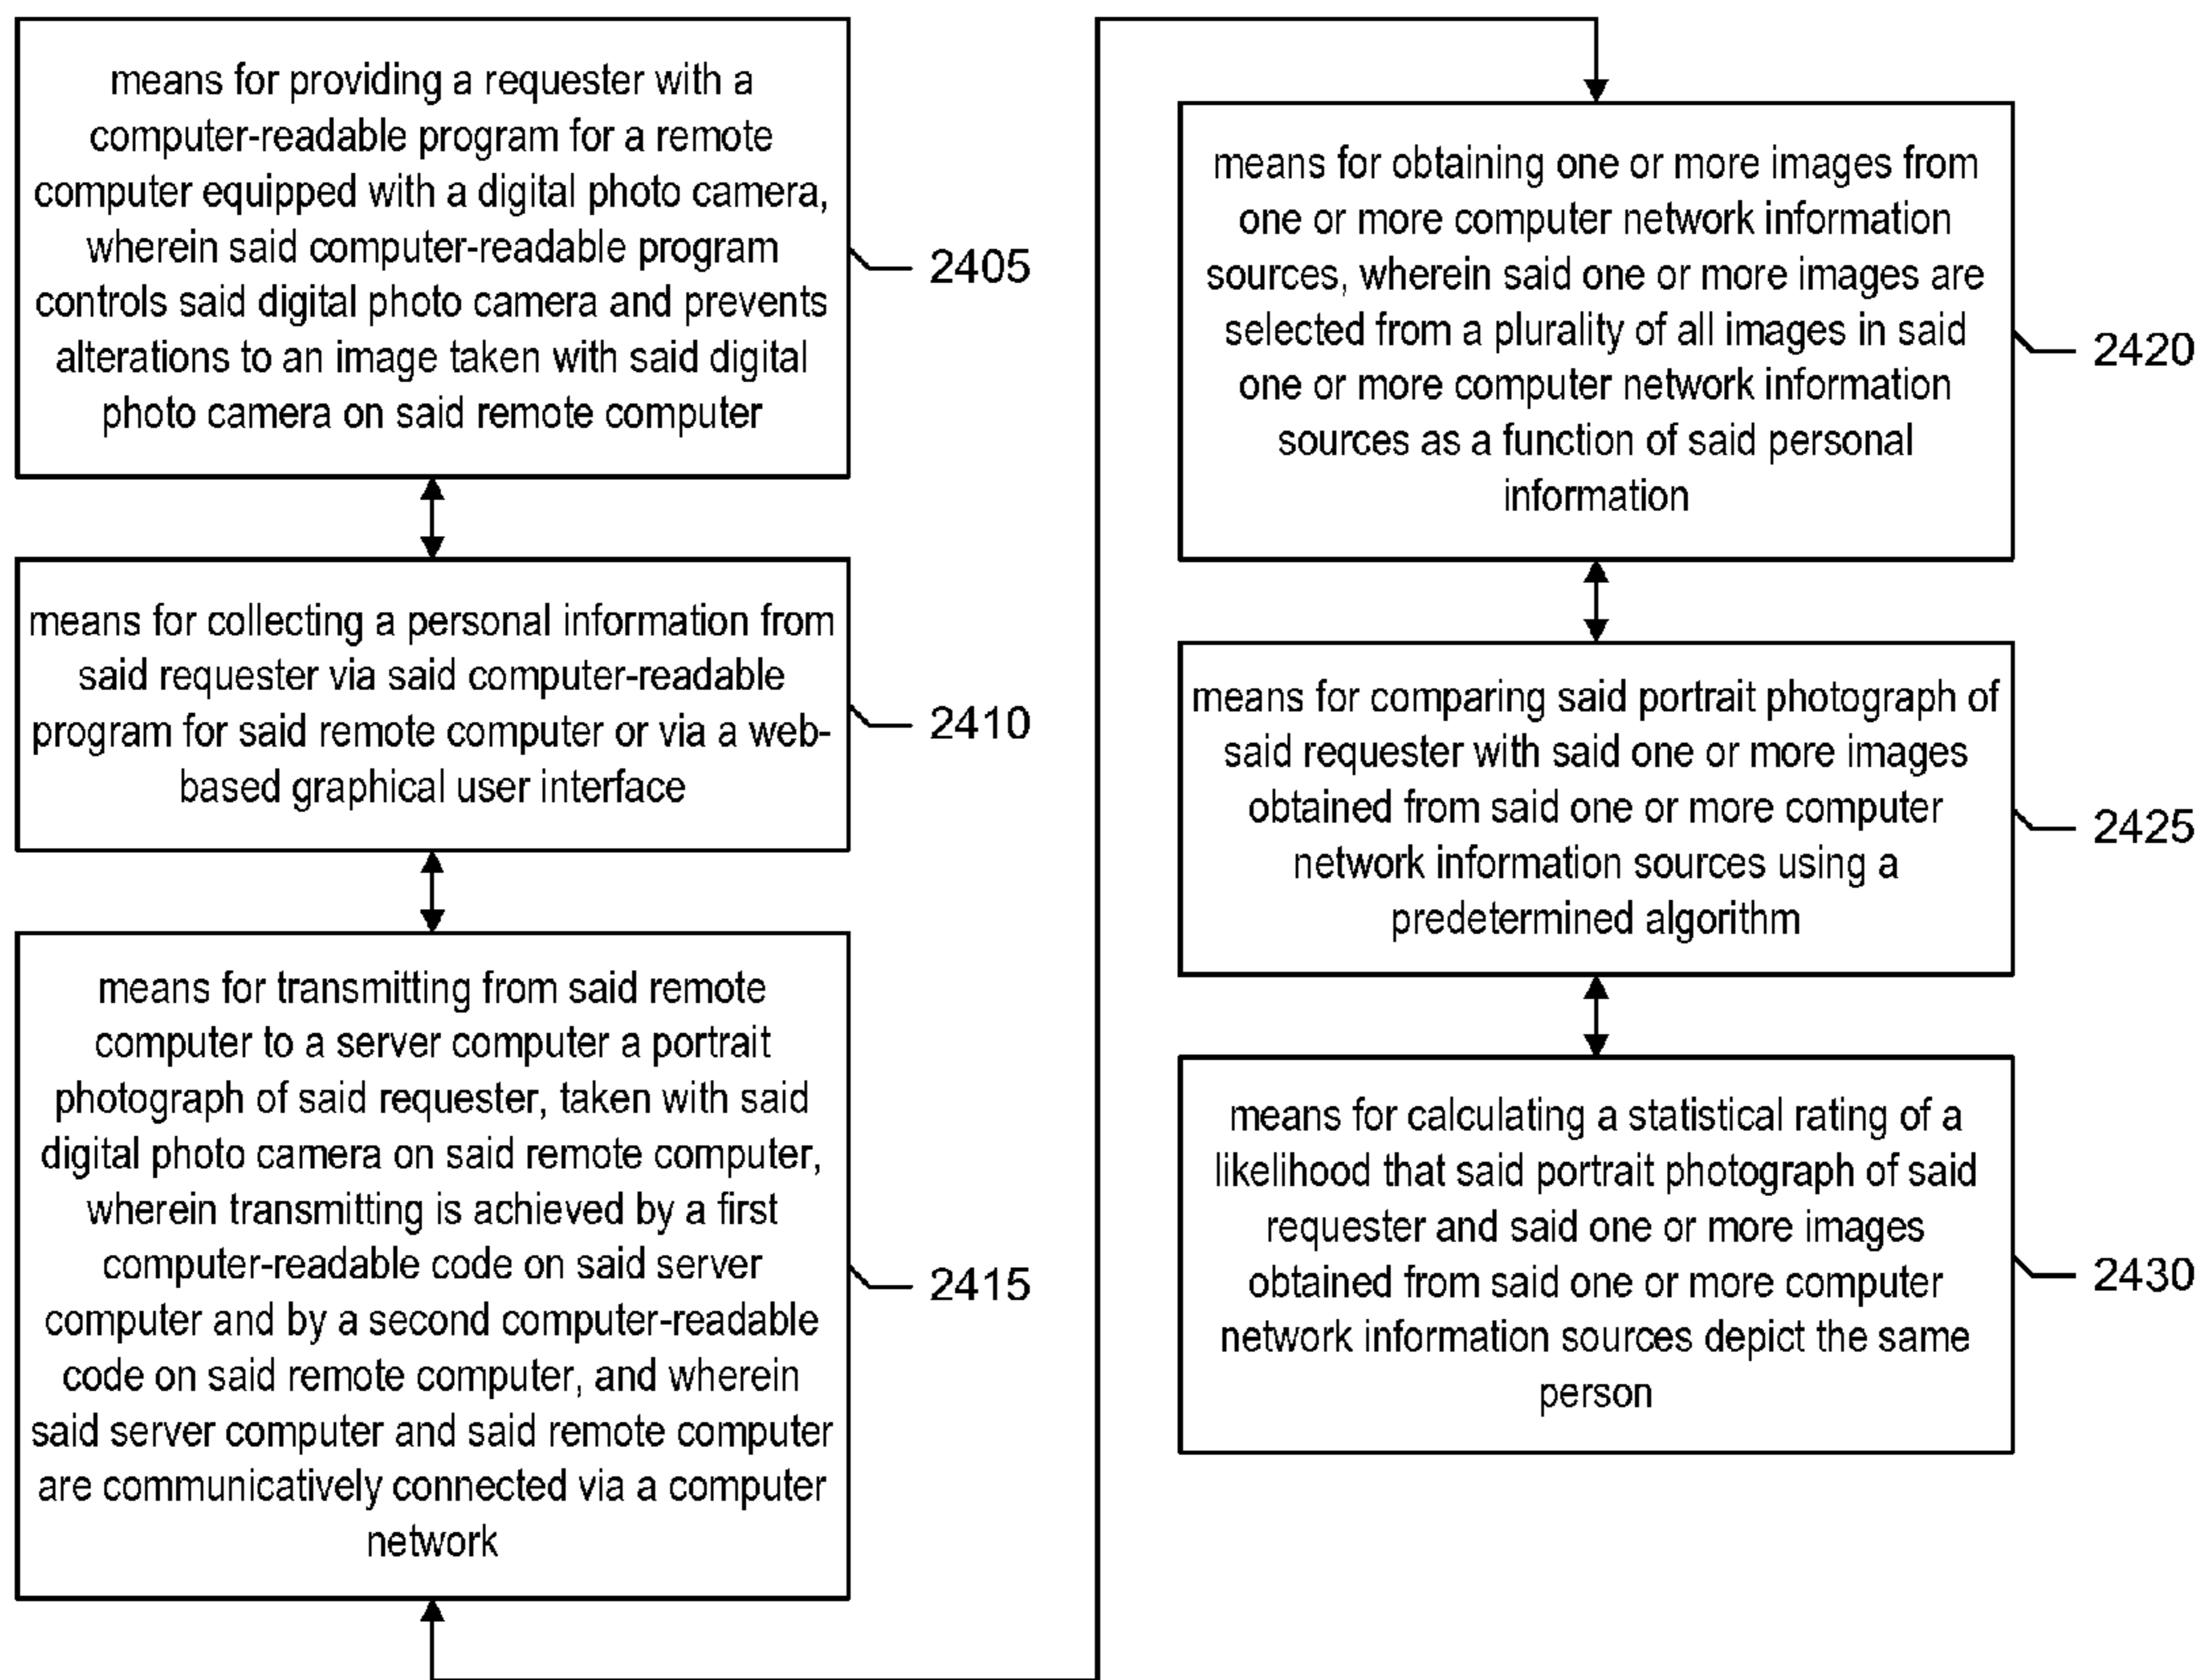 means for providing a requester with a
computer-readable program for a remote
computer equipped with a digital photo camera,
wherein said computer-readable program
controls said digital photo camera and prevents
alterations to an image taken with said digital
photo camera on said remote computer
2405
means for collecting a personal information from
said requester via said computer-readable
program for said remote computer or via a web-
based graphical user interface
2410
means for transmitting from said remote
computer to a server computer a portrait
photograph of said requester, taken with said
digital photo camera on said remote computer,
wherein transmitting is achieved by a first
computer-readable code on said server
computer and by a second computer-readable
code on said remote computer, and wherein
said server computer and said remote computer
are communicatively connected via a computer
network
2415
means for obtaining one or more images from
one or more computer network information
sources, wherein said one or more images are
selected from a plurality of all images in said
one or more computer network information
sources as a function of said personal
information
2420
means for comparing said portrait photograph of
said requester with said one or more images
obtained from said one or more computer
network information sources using a
predetermined algorithm
2425
means for calculating a statistical rating of a
likelihood that said portrait photograph of said
requester and said one or more images
obtained from said one or more computer
network information sources depict the same
person
2430